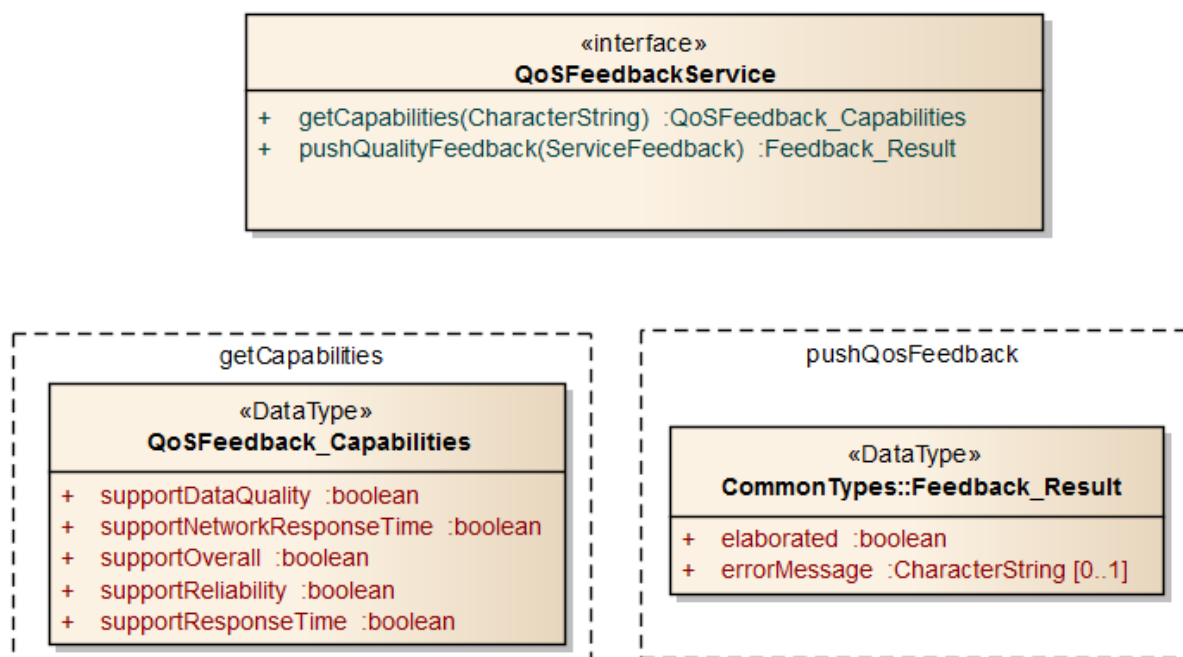 «interface»
QoSFeedbackService
+ getCapabilities(CharacterString) :QoSFeedback_Capabilities
+ pushQualityFeedback(ServiceFeedback) :Feedback_Result
getCapabilities
«DataType»
QoSFeedback_Capabilities
+ supportDataQuality :boolean
+ supportNetworkResponseTime :boolean
+ supportOverall :boolean
+ supportReliability :boolean
+ supportResponseTime :boolean
pushQosFeedback
«DataType»
CommonTypes::Feedback_Result
+ elaborated :boolean
+ errorMessage :CharacterString [0..1]